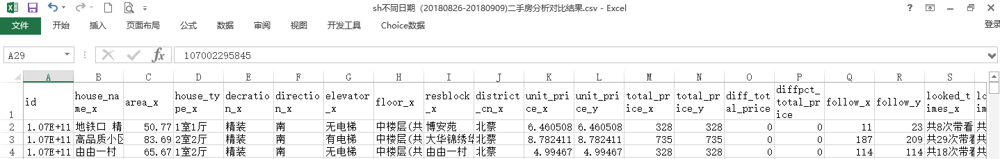 sh不同日期 (20180826-20180909)二手房分析对比结果.csv - Excel
文件 开始 插入 页面布局 公式 数据 审阅 视图 开发工具 Choice数据 登录
A29 fx 107002295845
A B C D E F G H I J K L M N O P Q R S
1 id house_name_x area_x house_type_x decration_x direction_x elevator_x floor_x resblock_x district_cn_x unit_price_x unit_price_y total_price_x total_price_y diff_total_price diffpct_total_price follow_x follow_y looked_times_x
2 1.07E+11 地铁口 精 50.77 1室1厅 精装 南 无电梯 中楼层(共 博安苑 北蔡 6.460508 6.460508 328 328 0 0 11 23 共8次带看 共
3 1.07E+11 高品质小区 83.69 2室2厅 精装 南 有电梯 中楼层(共 大华锦绣华 北蔡 8.782411 8.782411 735 735 0 0 187 209 共29次带看 共
4 1.07E+11 由由一村 65.67 2室1厅 精装 南 无电梯 中楼层(共 由由一村 北蔡 4.99467 4.99467 328 328 0 0 114 114 共18次带看 共